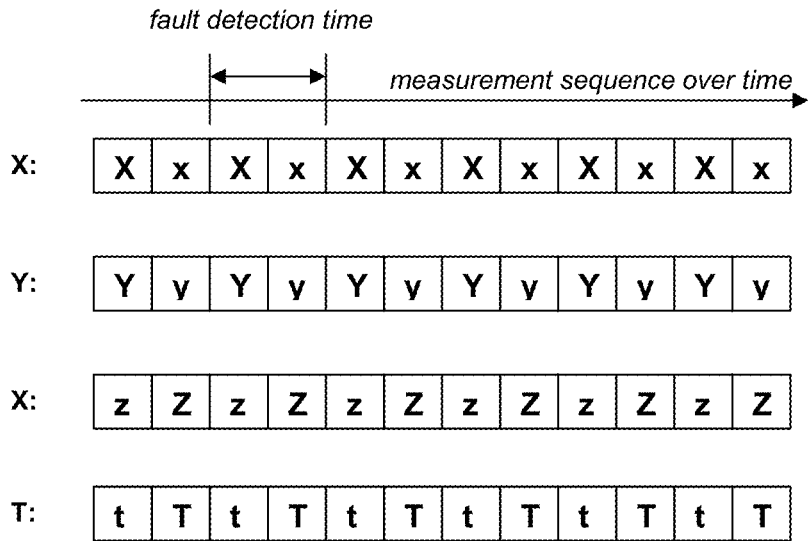 fault detection time
measurement sequence over time
X: X x X x X x X x X x X x
Y: Y y Y y Y y Y y Y y Y y
X: z Z z Z z Z z Z z Z z Z
T: t T t T t T t T t T t T